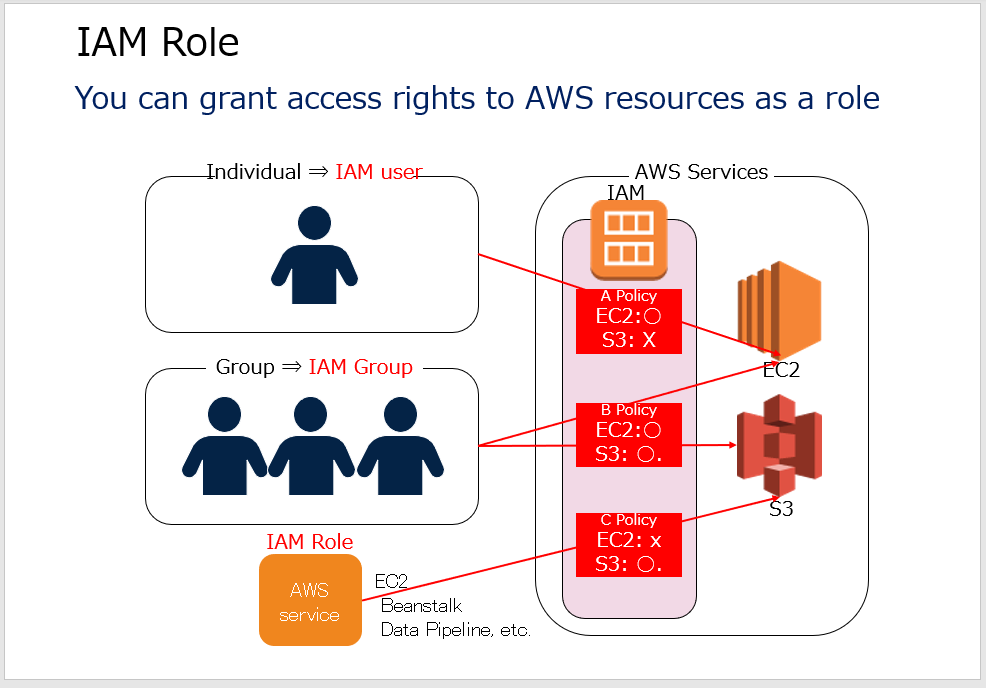 IAM Role
You can grant access rights to AWS resources as a role
Individual ⇒ IAM user
AWS Services
IAM
A Policy
EC2:〇
S3: X
EC2
Group ⇒ IAM Group
B Policy
EC2:〇
S3: 〇.
S3
C Policy
EC2: x
S3: 〇.
IAM Role
AWS
service
EC2
Beanstalk
Data Pipeline, etc.